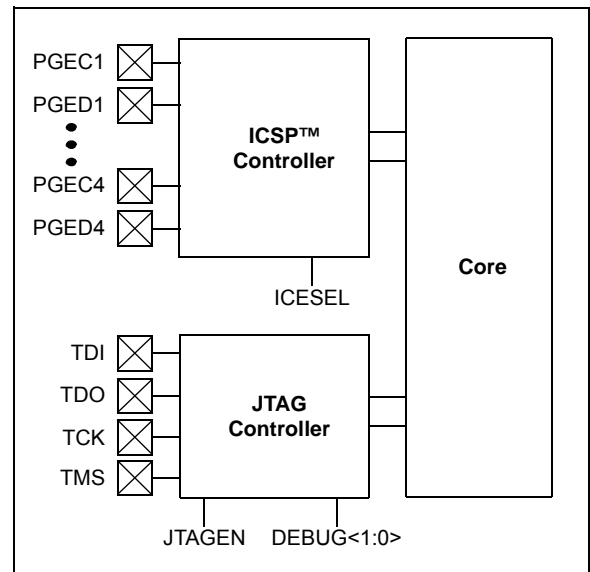 PGEC1
PGED1
ICSP™
Controller
PGEC4
PGED4
Core
ICESEL
TDI
TDO
JTAG
Controller
TCK
TMS
JTAGEN
DEBUG<1:0>